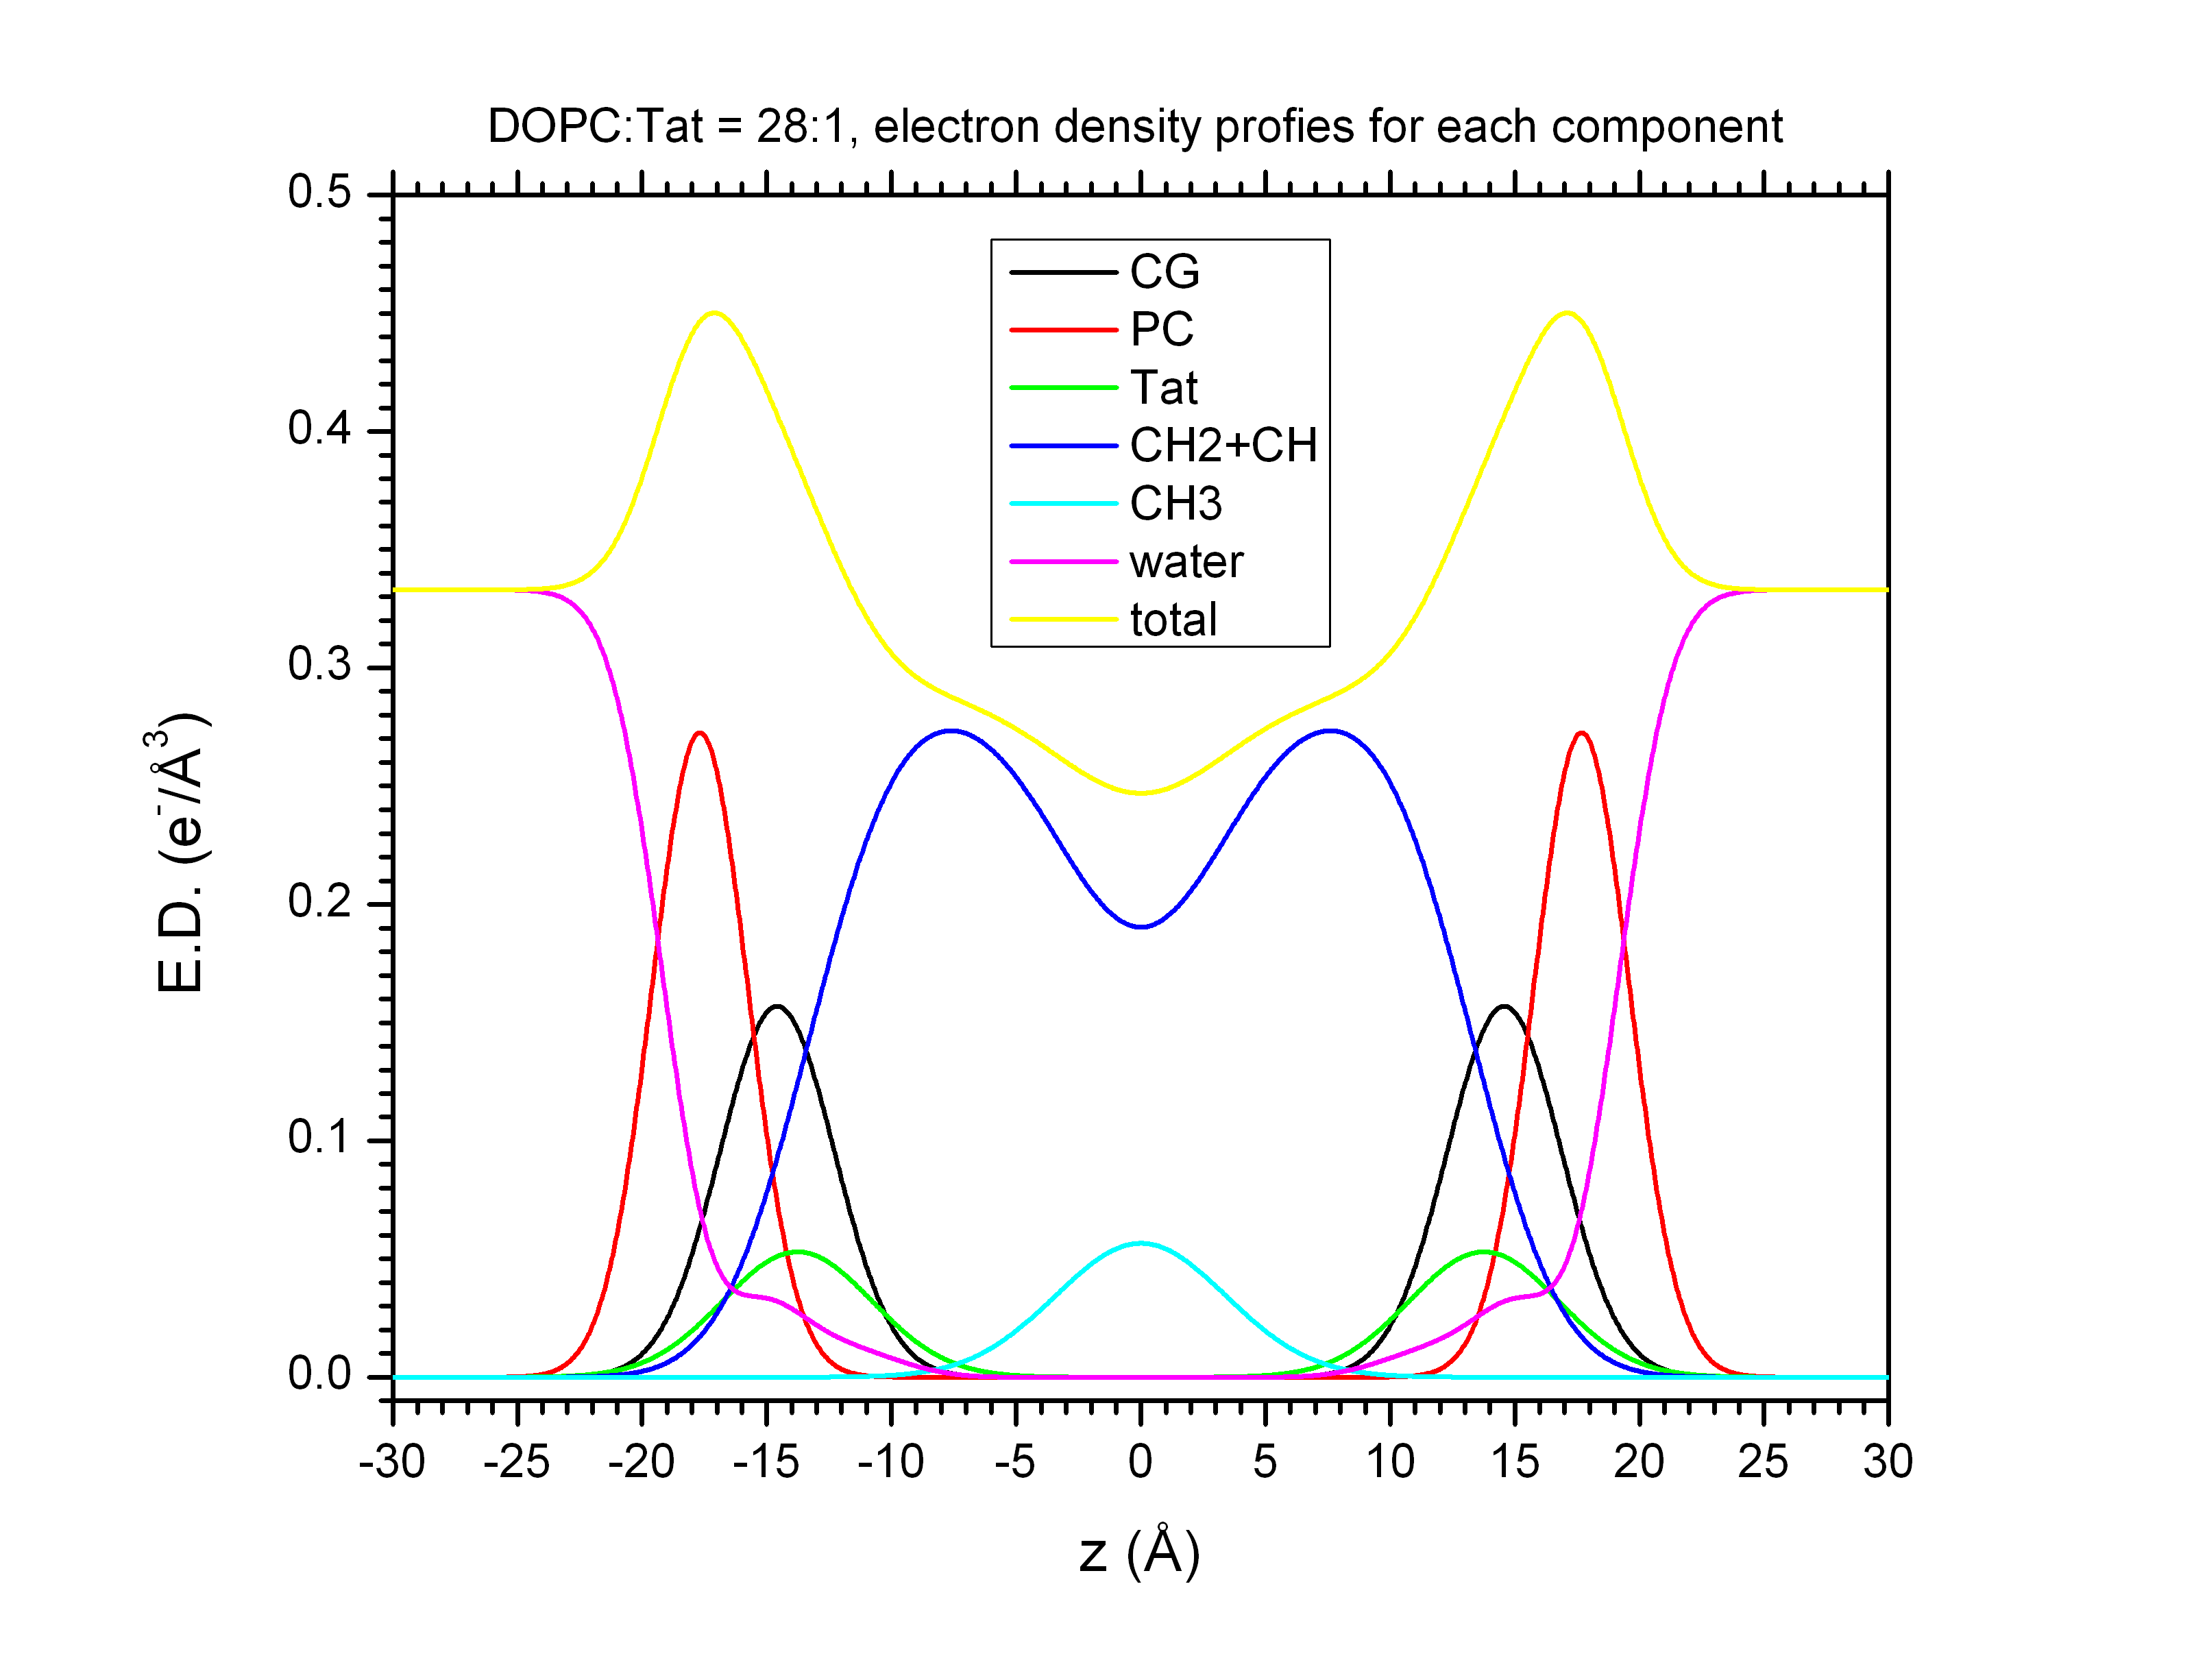 DOPC:Tat = 28:1, electron density profies for each component
0.5
0.4
0.3
0.2
0.1
0.0
E.D. (e⁻/Å³)
CG
PC
Tat
CH2+CH
CH3
water
total
-30 -25 -20 -15 -10 -5 0 5 10 15 20 25 30
z (Å)